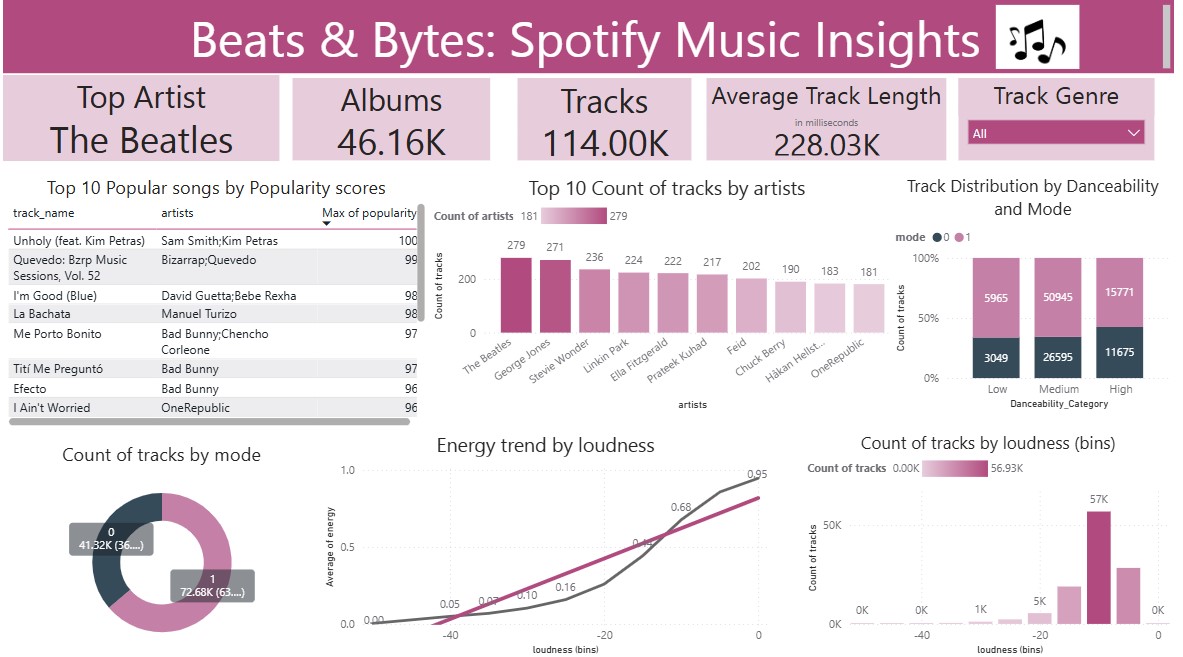 Beats & Bytes: Spotify Music Insights
Top Artist
The Beatles
Albums
46.16K
Tracks
114.00K
Average Track Length
in milliseconds
228.03K
Track Genre
All
Top 10 Popular songs by Popularity scores
track_name artists Max of popularity
Unholy (feat. Kim Petras) Sam Smith;Kim Petras 100
Quevedo: Bzrp Music Bizarrap;Quevedo 99
Sessions, Vol. 52
I'm Good (Blue) David Guetta;Bebe Rexha 98
La Bachata Manuel Turizo 98
Me Porto Bonito Bad Bunny;Chencho 97
Corleone
Tití Me Preguntó Bad Bunny 97
Efecto Bad Bunny 96
I Ain't Worried OneRepublic 96
Top 10 Count of tracks by artists
Count of artists 181 279
279 271 236 224 222 217 202 190 183 181
Count of tracks
200
0
The Beatles
George Jones
Stevie Wonder
Linkin Park
Ella Fitzgerald
Prateek Kuhad
Feid
Chuck Berry
Håkan Hellst...
OneRepublic
artists
Track Distribution by Danceability
and Mode
mode 0 1
Count of tracks
100%
50%
0%
5965 50945 15771
3049 26595 11675
Low Medium High
Danceability_Category
Count of tracks by mode
0
41.32K (36....)
1
72.68K (63....)
Energy trend by loudness
Average of energy
1.0
0.5
0.0
0.00 0.05 0.07 0.10 0.16 0.44 0.68 0.95
-40 -20 0
loudness (bins)
Count of tracks by loudness (bins)
Count of tracks 0.00K 56.93K
Count of tracks
50K
0K
0K 0K 1K 5K 57K 0K
-40 -20 0
loudness (bins)